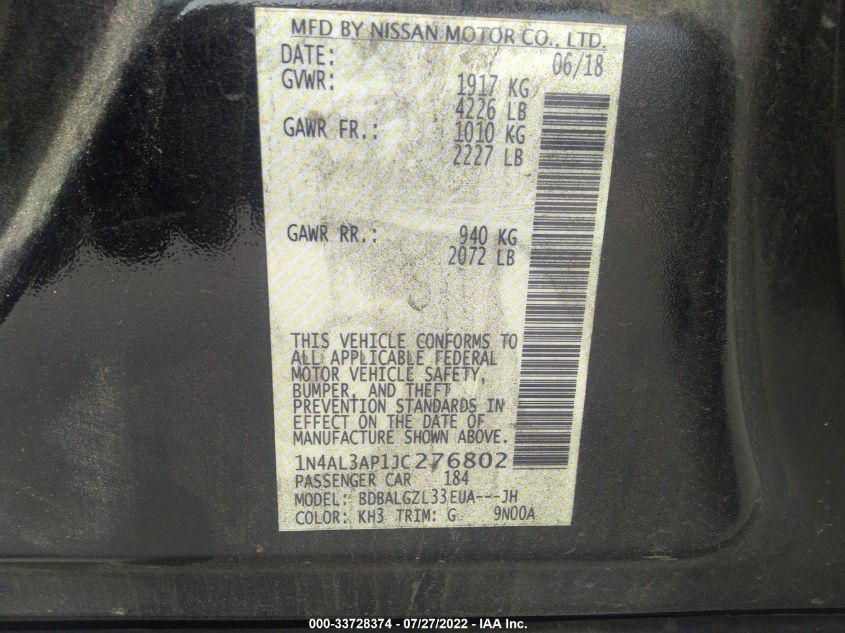 MFD BY NISSAN MOTOR CO., LTD.
DATE: 06/18
GVWR: 1917 KG
4226 LB
GAWR FR.: 1010 KG
2227 LB
GAWR RR.: 940 KG
2072 LB
THIS VEHICLE CONFORMS TO
ALL APPLICABLE FEDERAL
MOTOR VEHICLE SAFETY,
BUMPER, AND THEFT
PREVENTION STANDARDS IN
EFFECT ON THE DATE OF
MANUFACTURE SHOWN ABOVE.
1N4AL3AP1JC276802
PASSENGER CAR 184
MODEL: BDBALGZL33EUA---JH
COLOR: KH3 TRIM: G 9N00A
000-33728374 / 07/27/2022 - IAA Inc.